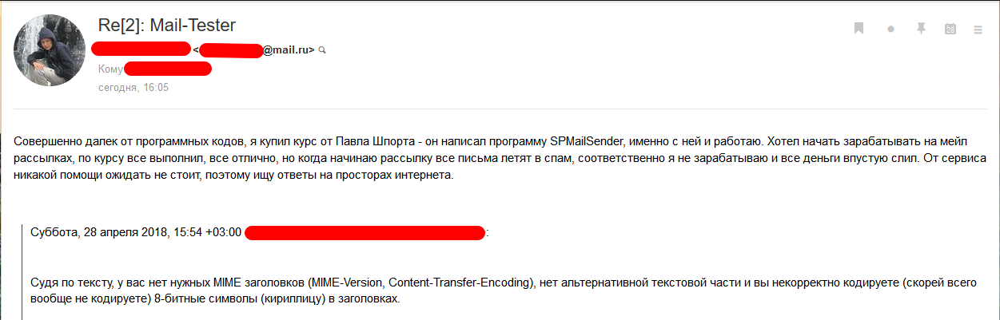 Re[2]: Mail-Tester
<@mail.ru>
Кому
сегодня, 16:05
28
Совершенно далек от программных кодов, я купил курс от Павла Шпорта - он написал программу SPMailSender, именно с ней и работаю. Хотел начать зарабатывать на мейл
рассылках, по курсу все выполнил, все отлично, но когда начинаю рассылку все письма летят в спам, соответственно я не зарабатываю и все деньги впустую слил. От сервиса
никакой помощи ожидать не стоит, поэтому ищу ответы на просторах интернета.
Суббота, 28 апреля 2018, 15:54 +03:00 :
Судя по тексту, у вас нет нужных MIME заголовков (MIME-Version, Content-Transfer-Encoding), нет альтернативной текстовой части и вы некорректно кодируете (скорей всего
вообще не кодируете) 8-битные символы (кириллицу) в заголовках.